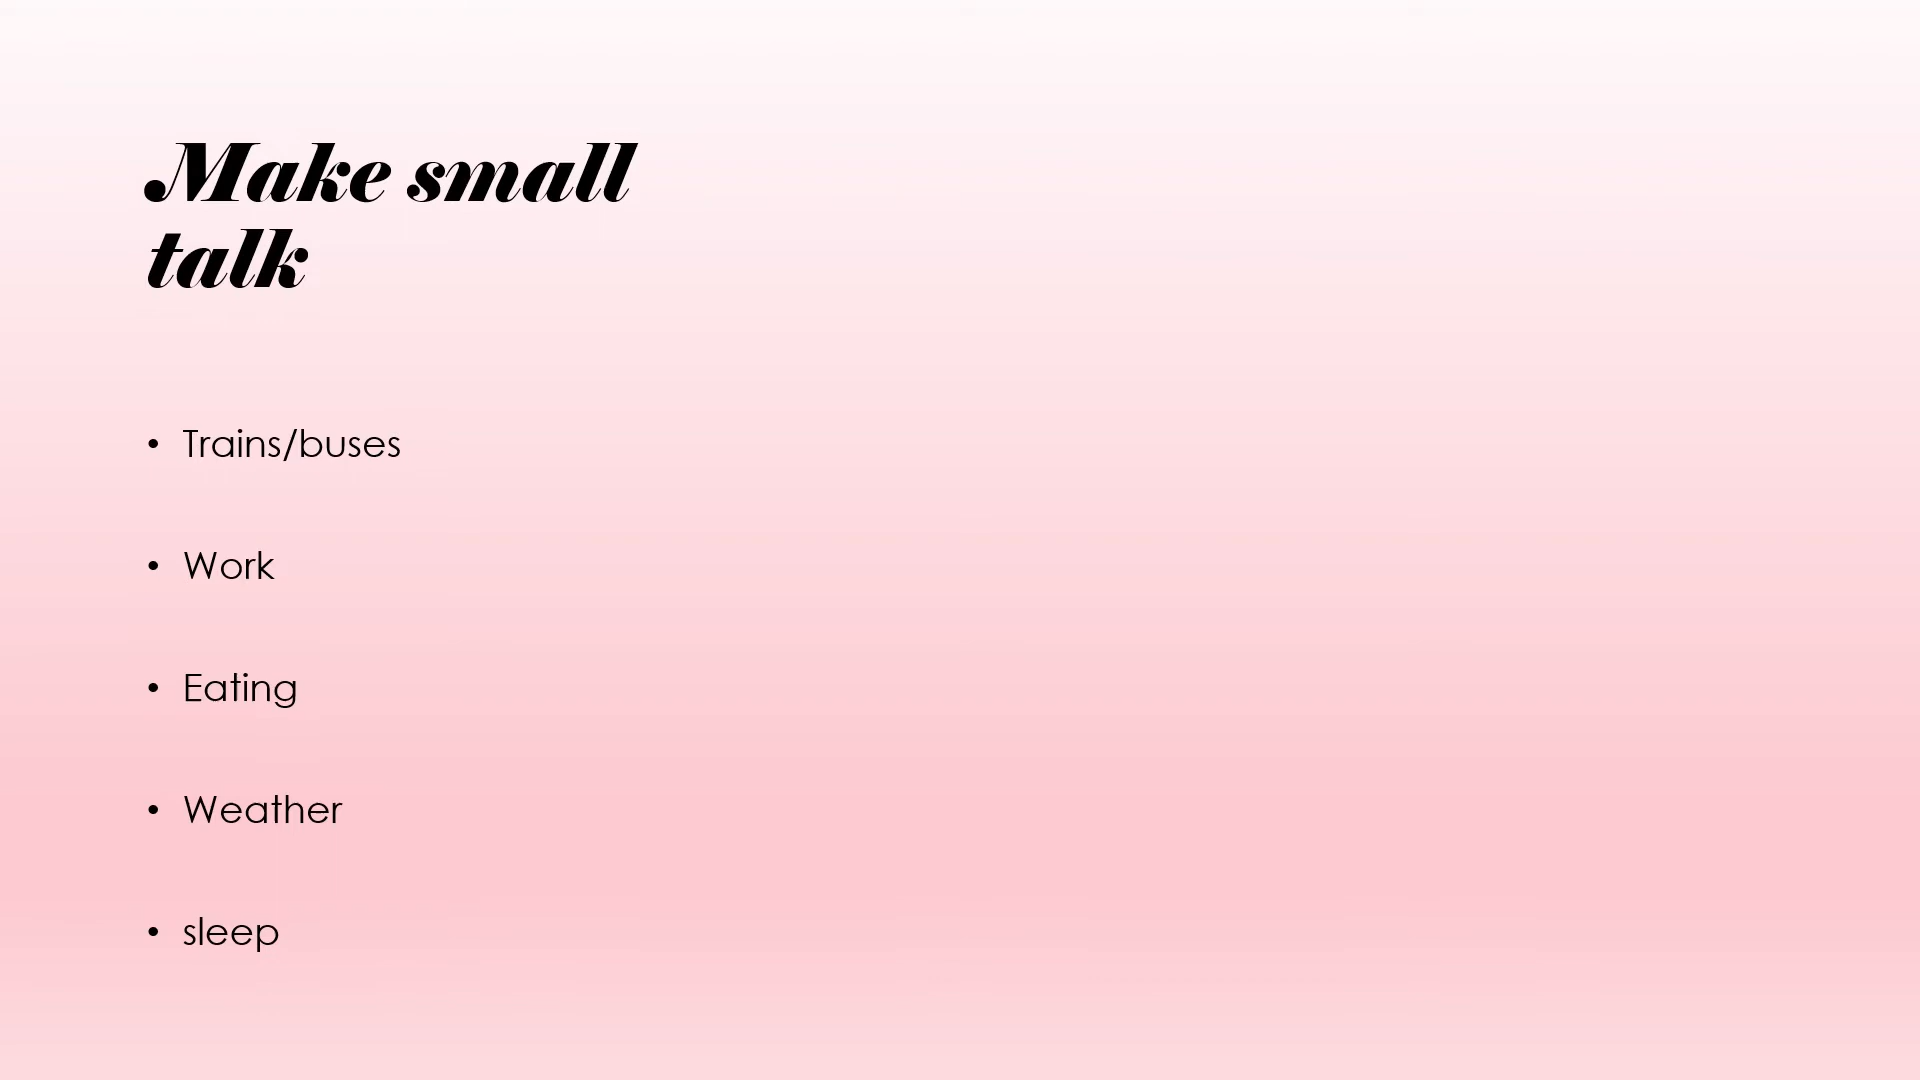 Make small
talk
• Trains/buses
• Work
• Eating
• Weather
• sleep